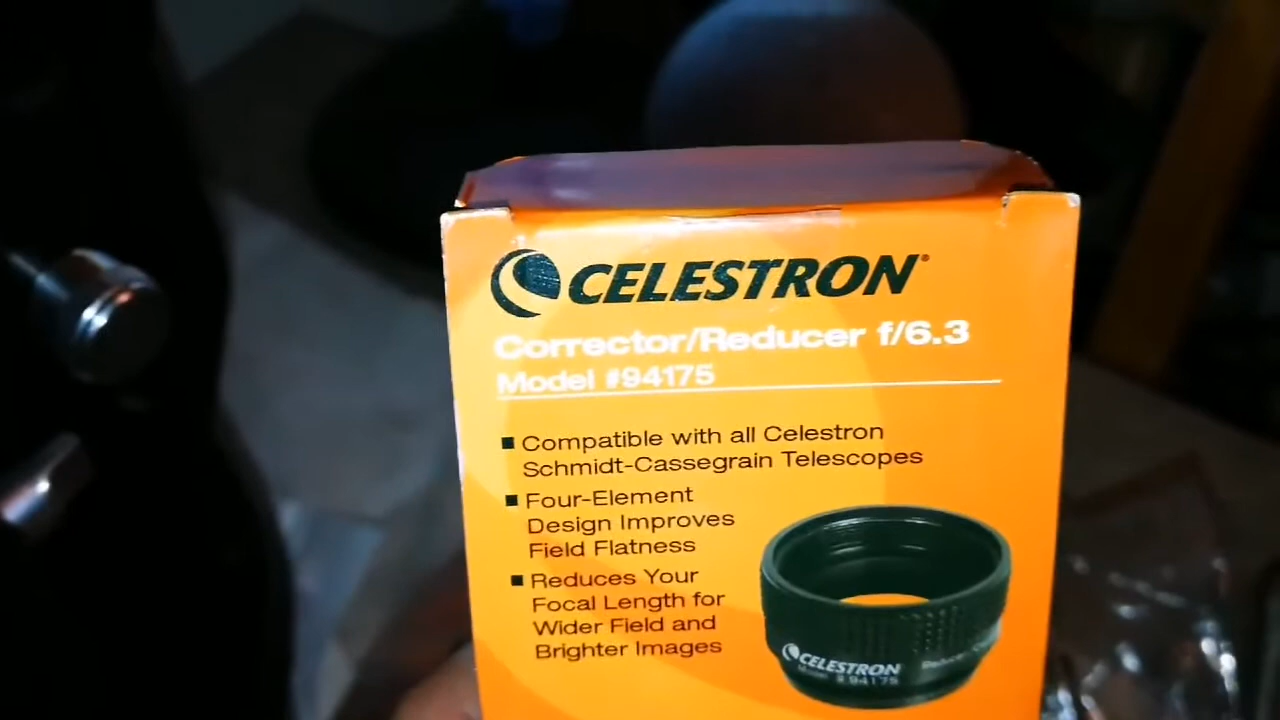 CELESTRON®
Corrector/Reducer f/6.3
Model #94175
■ Compatible with all Celestron
Schmidt-Cassegrain Telescopes
■ Four-Element
Design Improves
Field Flatness
■ Reduces Your
Focal Length for
Wider Field and
Brighter Images
CELESTRON
Model #94175